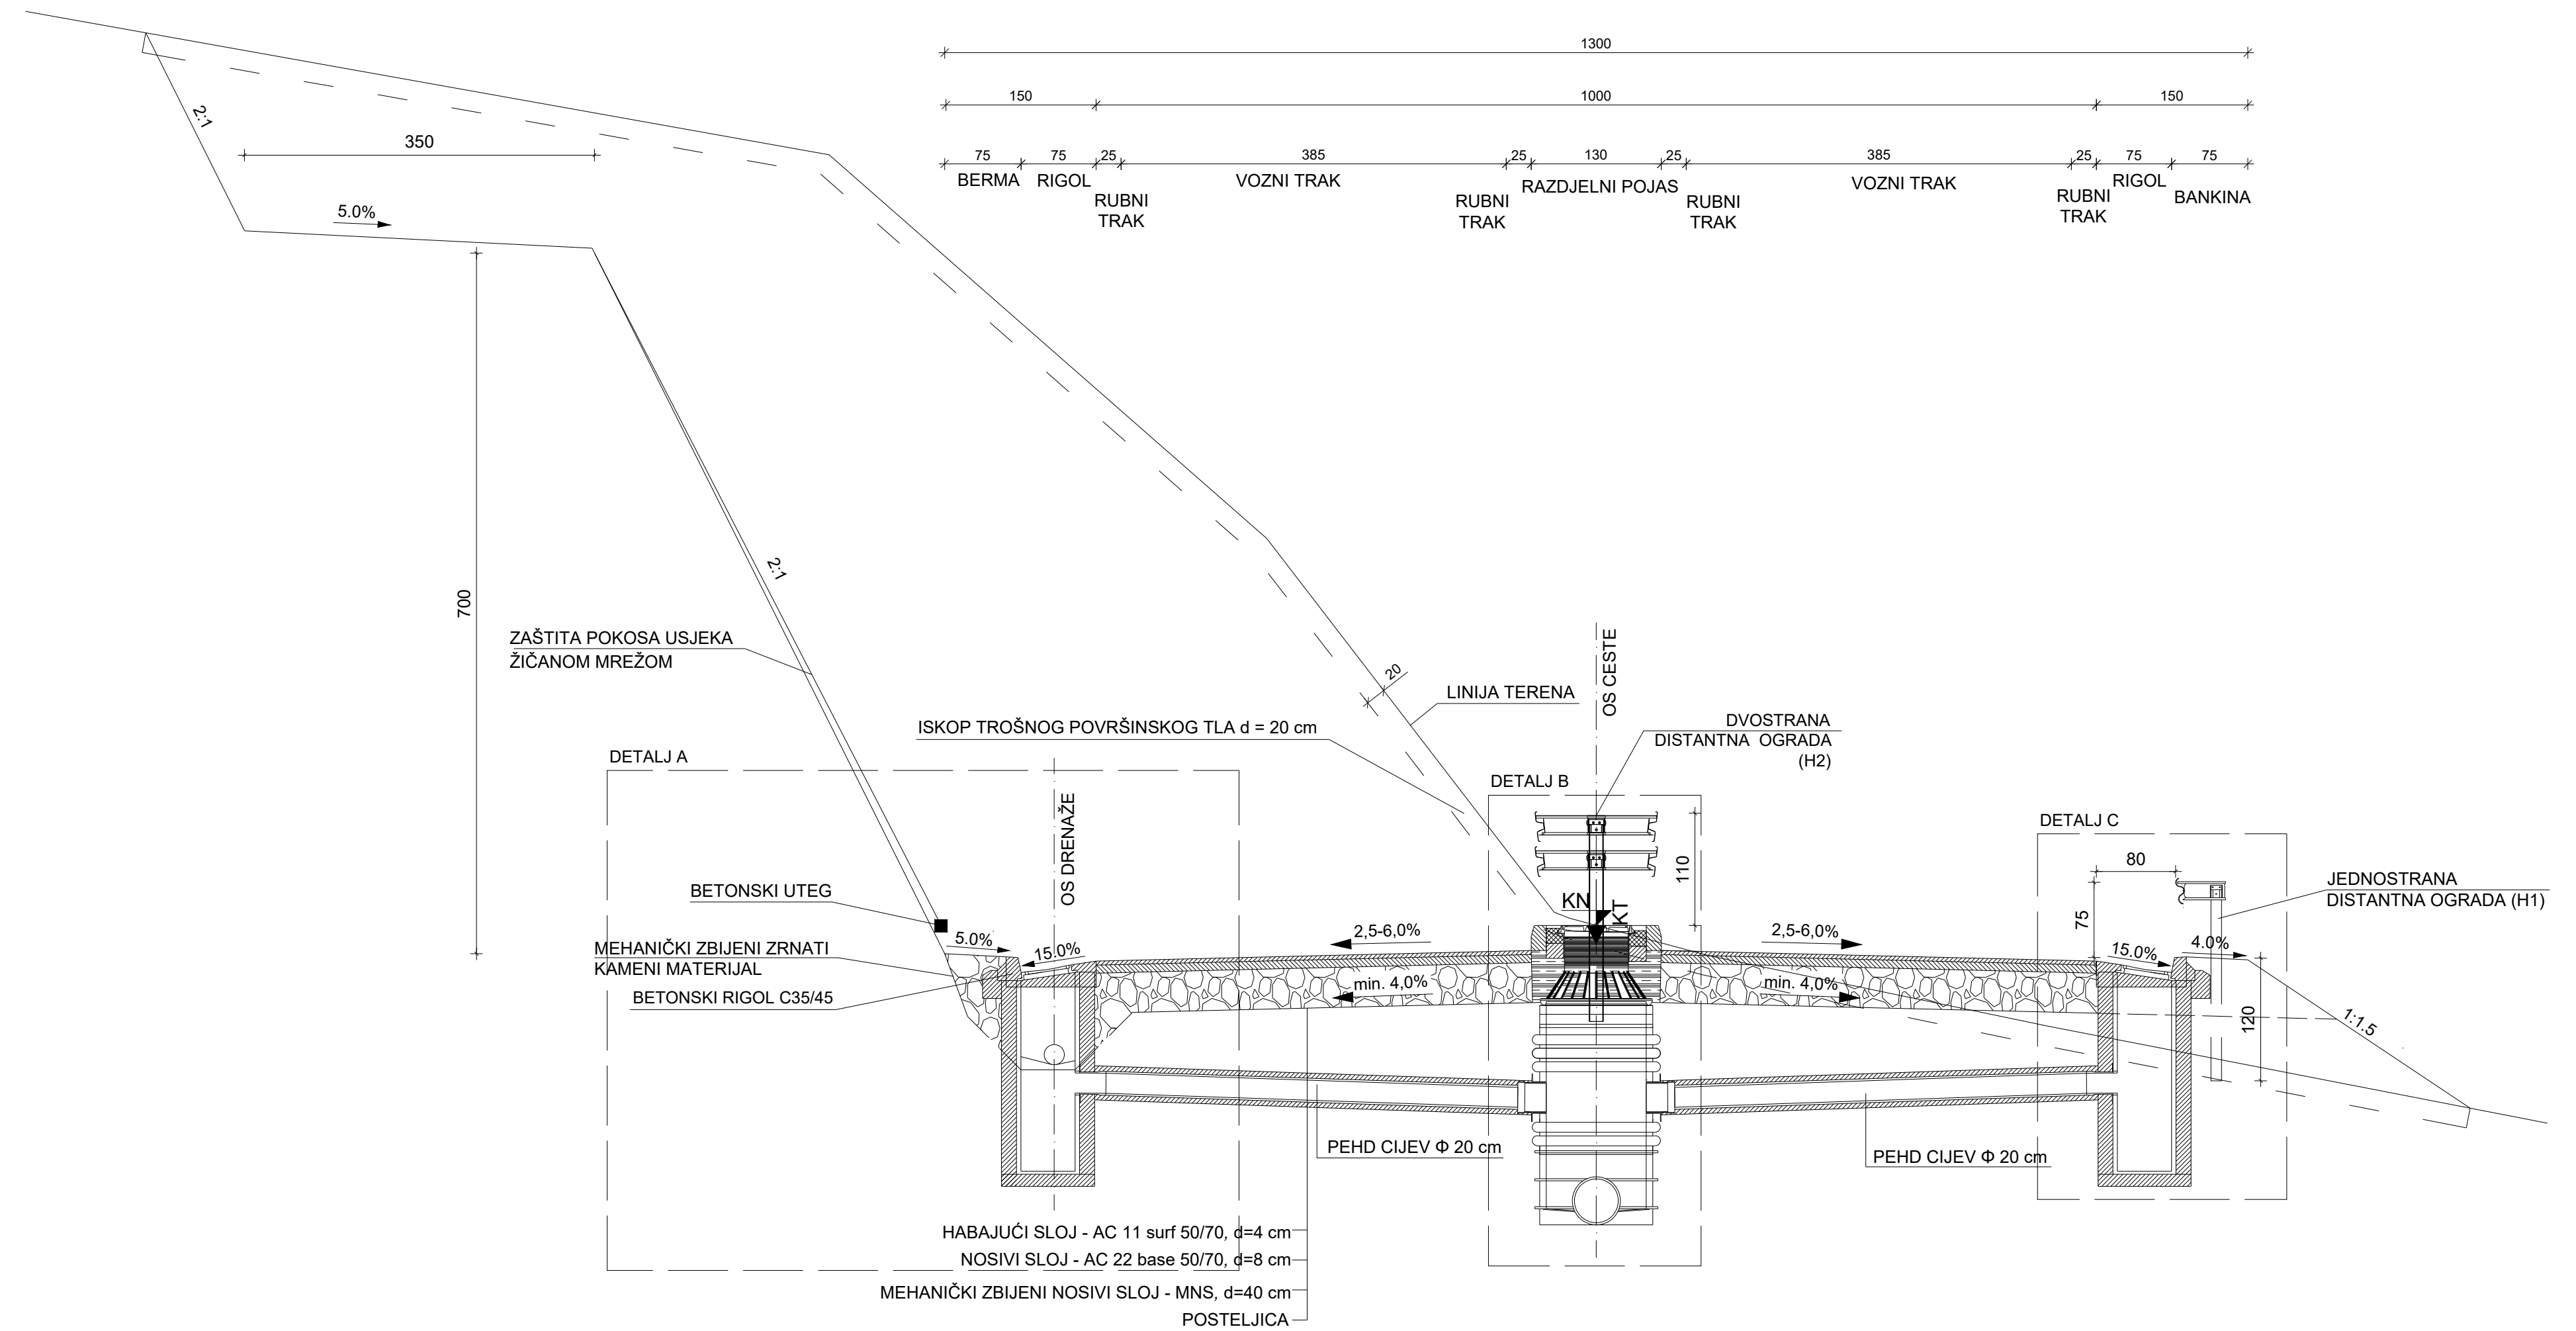 1300
150
1000
150
75
75
25
385
25
130
25
385
25
75
75
BERMA
RIGOL
RUBNI
TRAK
VOZNI TRAK
RUBNI
TRAK
RAZDJELNI POJAS
RUBNI
TRAK
VOZNI TRAK
RUBNI
TRAK
RIGOL
BANKINA
2:1
350
5.0%
700
2:1
ZAŠTITA POKOSA USJEKA
ŽIČANOM MREŽOM
20
LINIJA TERENA
OS CESTE
ISKOP TROŠNOG POVRŠINSKOG TLA d = 20 cm
DVOSTRANA
DISTANTNA OGRADA
(H2)
DETALJ A
DETALJ B
DETALJ C
OS DRENAŽE
110
80
75
JEDNOSTRANA
DISTANTNA OGRADA (H1)
BETONSKI UTEG
KN
KT
5.0%
15.0%
2,5-6,0%
2,5-6,0%
15.0%
4.0%
MEHANIČKI ZBIJENI ZRNATI
KAMENI MATERIJAL
BETONSKI RIGOL C35/45
min. 4,0%
min. 4,0%
120
1:1.5
PEHD CIJEV Φ 20 cm
PEHD CIJEV Φ 20 cm
HABAJUĆI SLOJ - AC 11 surf 50/70, d=4 cm
NOSIVI SLOJ - AC 22 base 50/70, d=8 cm
MEHANIČKI ZBIJENI NOSIVI SLOJ - MNS, d=40 cm
POSTELJICA